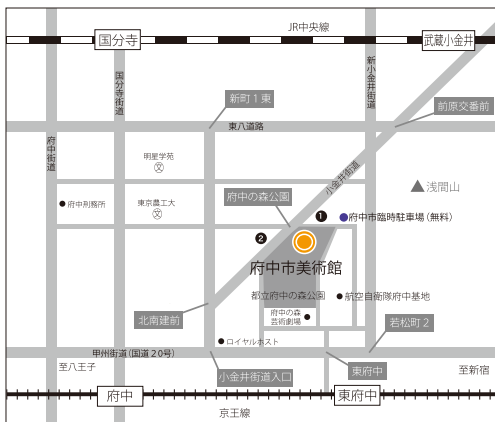 JR中央線
国分寺
武蔵小金井
国分寺街道
新小金井街道
新町1東
前原交番前
東八道路
府中街道
明星学苑
文
小金井街道
浅間山
府中刑務所
東京農工大
文
府中の森公園
1
府中市臨時駐車場(無料)
2
府中市美術館
都立府中の森公園
航空自衛隊府中基地
府中の森
芸術劇場
北南建前
若松町2
ロイヤルホスト
甲州街道(国道20号)
至八王子
小金井街道入口
東府中
至新宿
府中
東府中
京王線